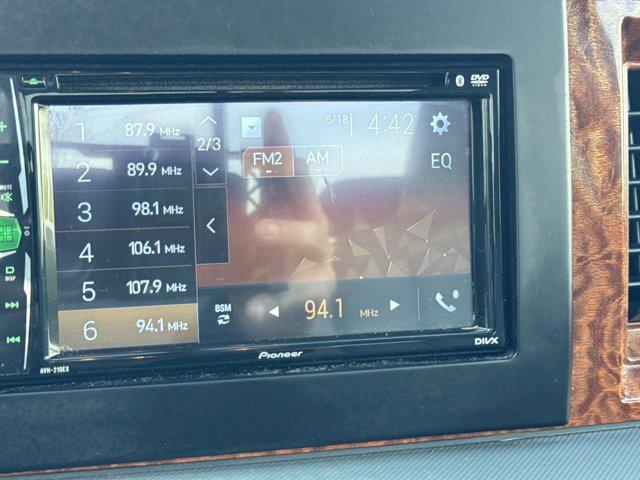 DVD VIDEO
1 87.9 MHz
2 89.9 MHz
3 98.1 MHz
4 106.1 MHz
5 107.9 MHz
6 94.1 MHz
2/3
5/18 4:42
FM2 AM
EQ
BSM
94.1 MHz
MUTE
DISP
Pioneer
DIVX
AVH-210EX